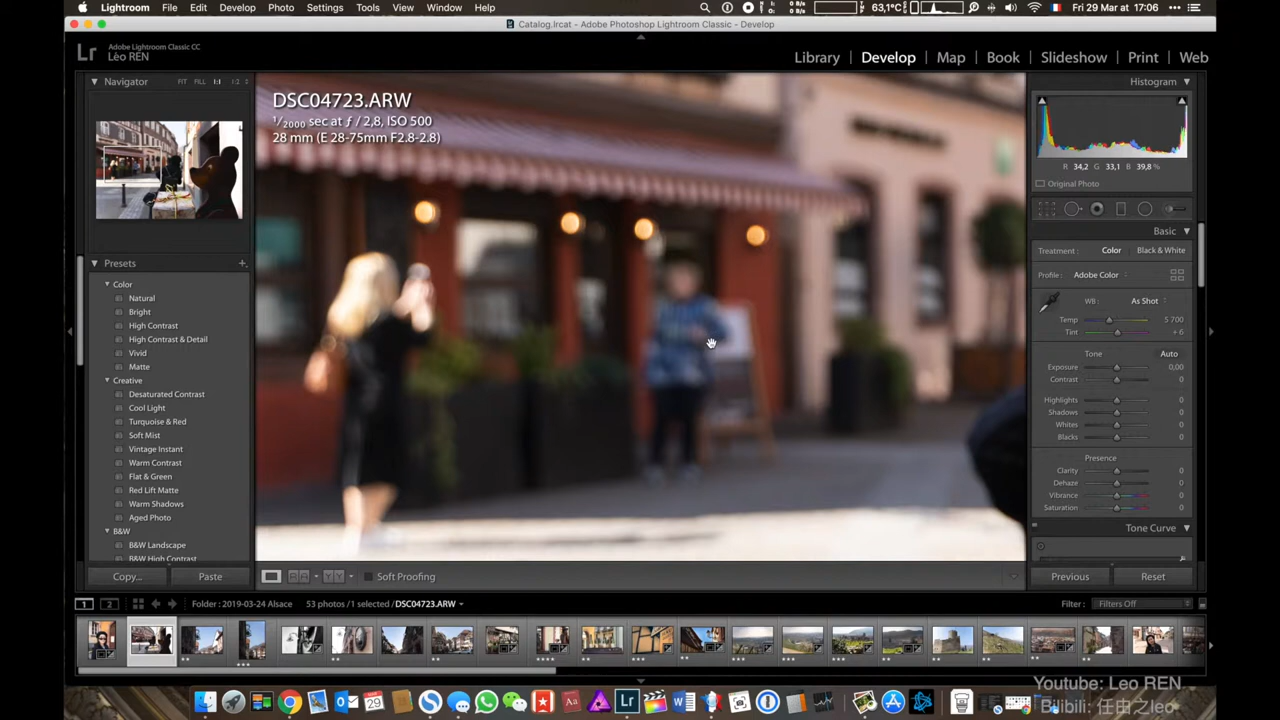 Lightroom File Edit Develop Photo Settings Tools View Window Help 63,1°C Fri 29 Mar at 17:06
Catalog.lrcat - Adobe Photoshop Lightroom Classic - Develop
Lr Adobe Lightroom Classic CC
Léo REN
Library | Develop | Map | Book | Slideshow | Print | Web
Navigator FIT FILL 1:1 1:2
Histogram
DSC04723.ARW
1/2000 sec at ƒ / 2,8, ISO 500
28 mm (E 28-75mm F2.8-2.8)
R 34,2 G 33,1 B 39,8 %
Original Photo
Basic
Treatment: Color Black & White
Profile: Adobe Color
WB: As Shot
Temp 5 700
Tint + 6
Tone Auto
Exposure 0,00
Contrast 0
Highlights 0
Shadows 0
Whites 0
Blacks 0
Presence
Clarity 0
Dehaze 0
Vibrance 0
Saturation 0
Tone Curve
Presets +
Color
Natural
Bright
High Contrast
High Contrast & Detail
Vivid
Matte
Creative
Desaturated Contrast
Cool Light
Turquoise & Red
Soft Mist
Vintage Instant
Warm Contrast
Flat & Green
Red Lift Matte
Warm Shadows
Aged Photo
B&W
B&W Landscape
B&W High Contrast
Copy... Paste Soft Proofing Previous Reset
1 2 Folder : 2019-03-24 Alsace 53 photos /1 selected /DSC04723.ARW Filter : Filters Off
Youtube: Leo REN
Bilibili: 任由之leo